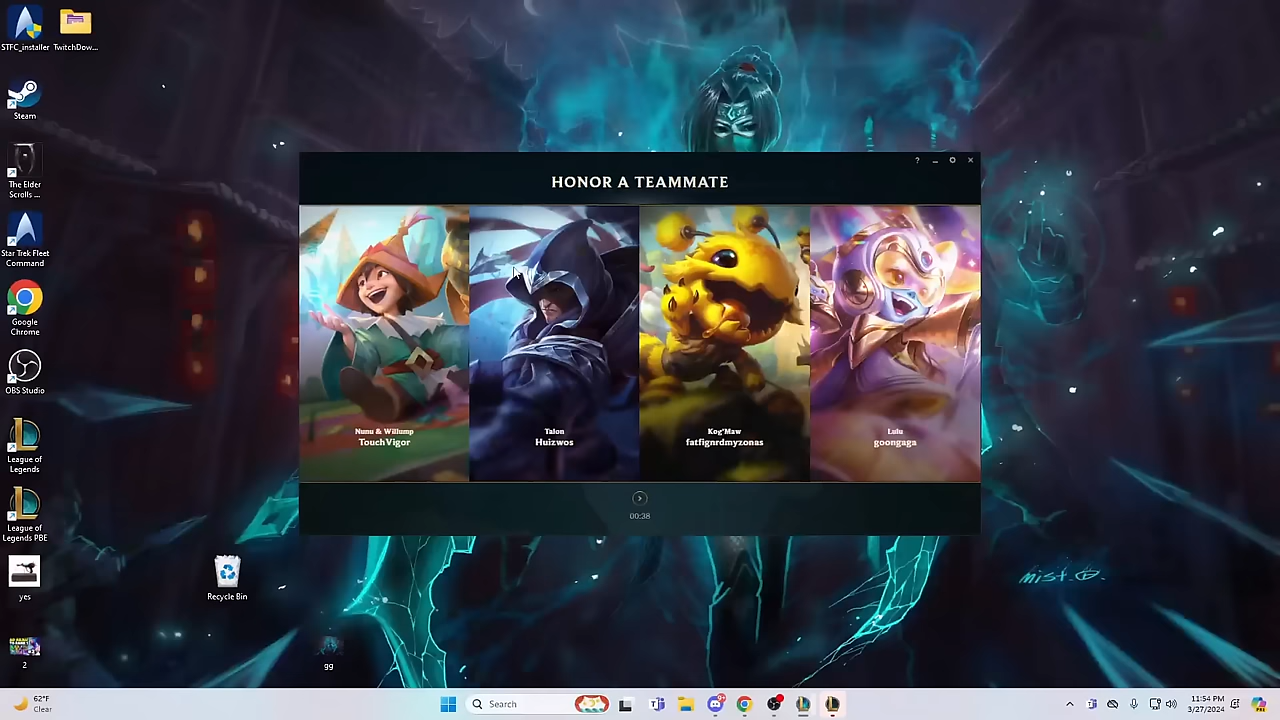 STFC_installer
TwitchDow...
Steam
The Elder
Scrolls ...
Star Trek Fleet
Command
Google
Chrome
OBS Studio
League of
Legends
League of
Legends PBE
yes
2
Recycle Bin
gg
HONOR A TEAMMATE
Nunu & Willump
TouchVigor
Talon
Huizwos
Kog'Maw
fatfignrdmyzonas
Lulu
goongaga
00:38
mist
62°F
Clear
Search
11:54 PM
3/27/2024